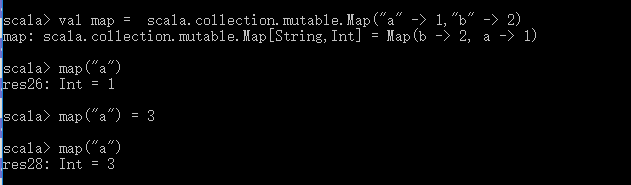 scala> val map =  scala.collection.mutable.Map("a" -> 1,"b" -> 2)
map: scala.collection.mutable.Map[String,Int] = Map(b -> 2, a -> 1)
scala> map("a")
res26: Int = 1
scala> map("a") = 3
scala> map("a")
res28: Int = 3